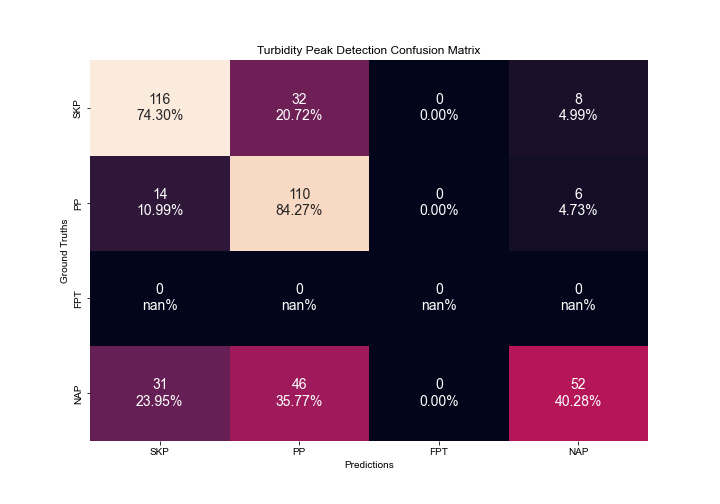 Turbidity Peak Detection Confusion Matrix
Ground Truths
SKP
116
74.30%
32
20.72%
0
0.00%
8
4.99%
PP
14
10.99%
110
84.27%
0
0.00%
6
4.73%
FPT
0
nan%
0
nan%
0
nan%
0
nan%
NAP
31
23.95%
46
35.77%
0
0.00%
52
40.28%
SKP
PP
FPT
NAP
Predictions